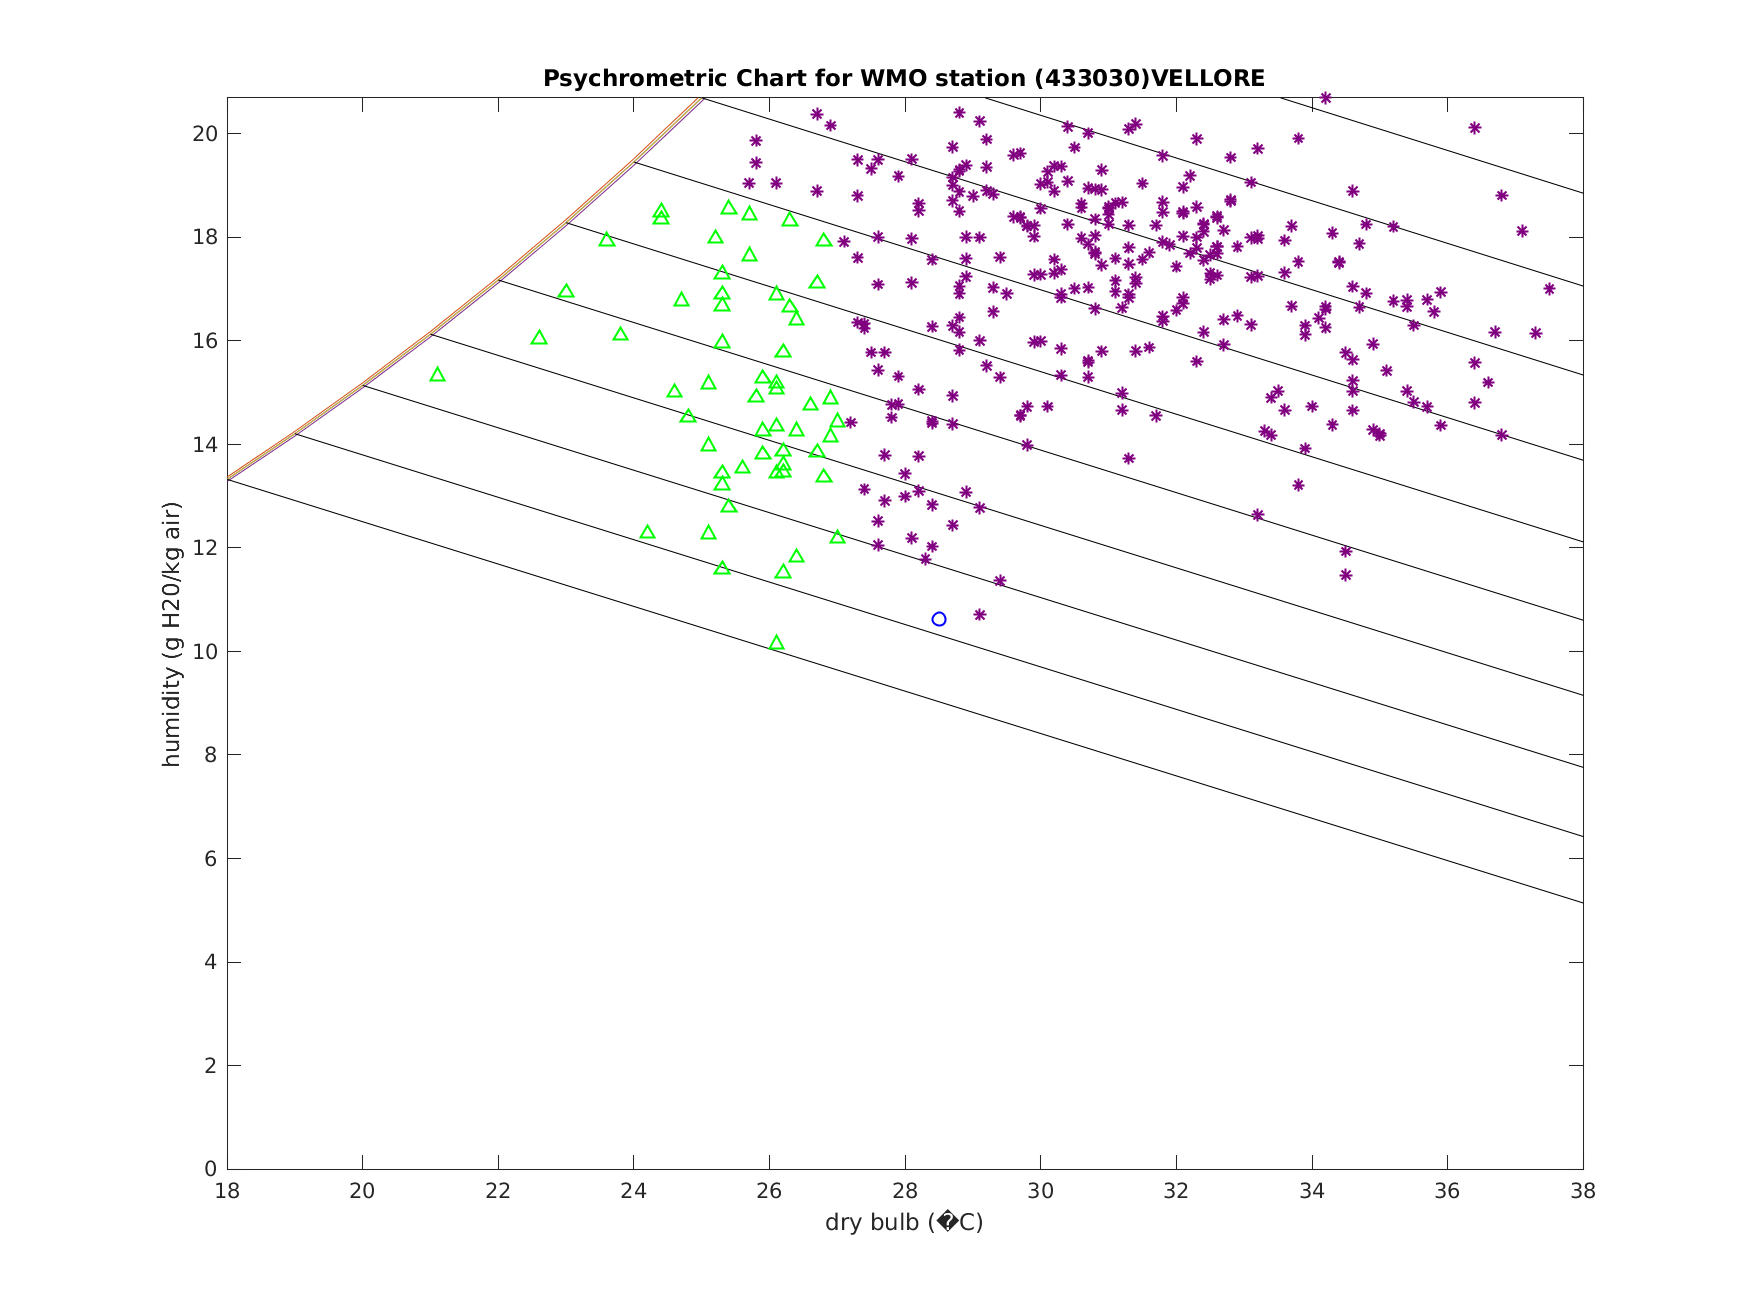 Psychrometric Chart for WMO station (433030)VELLORE
20
18
16
14
12
10
8
6
4
2
0
humidity (g H20/kg air)
18 20 22 24 26 28 30 32 34 36 38
dry bulb (�C)